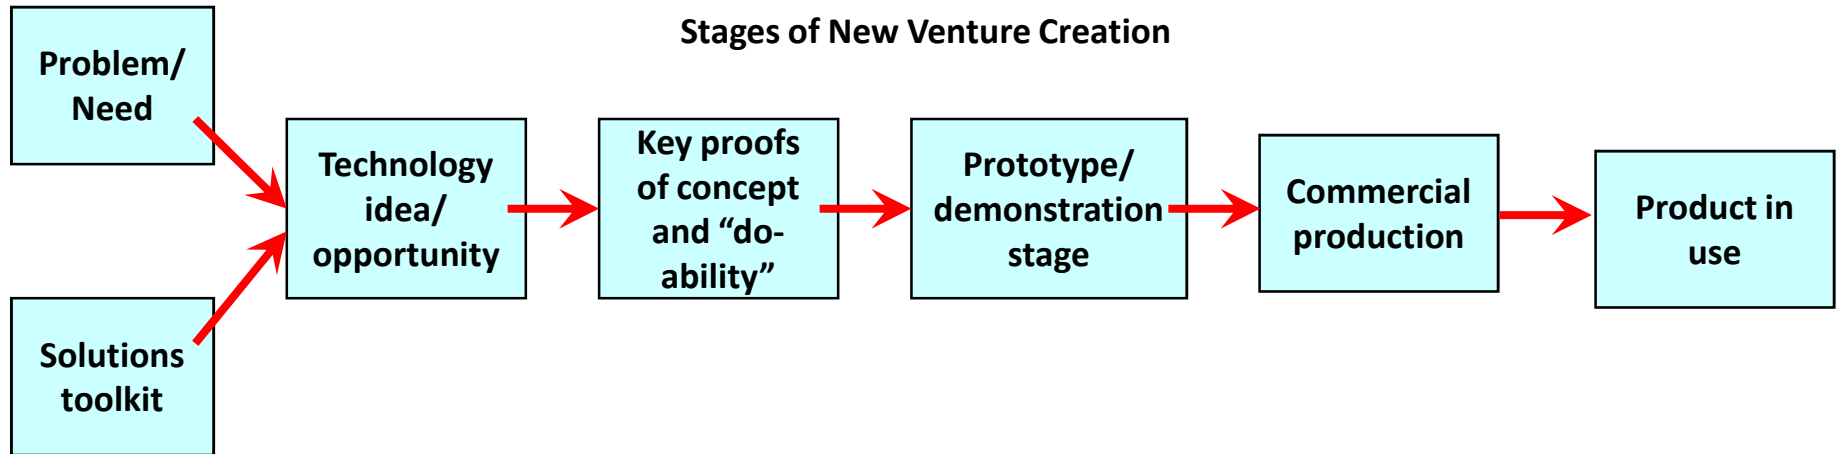 Stages of New Venture Creation
Problem/
Need
Solutions
toolkit
Technology
idea/
opportunity
Key proofs
of concept
and “do-
ability”
Prototype/
demonstration
stage
Commercial
production
Product in
use